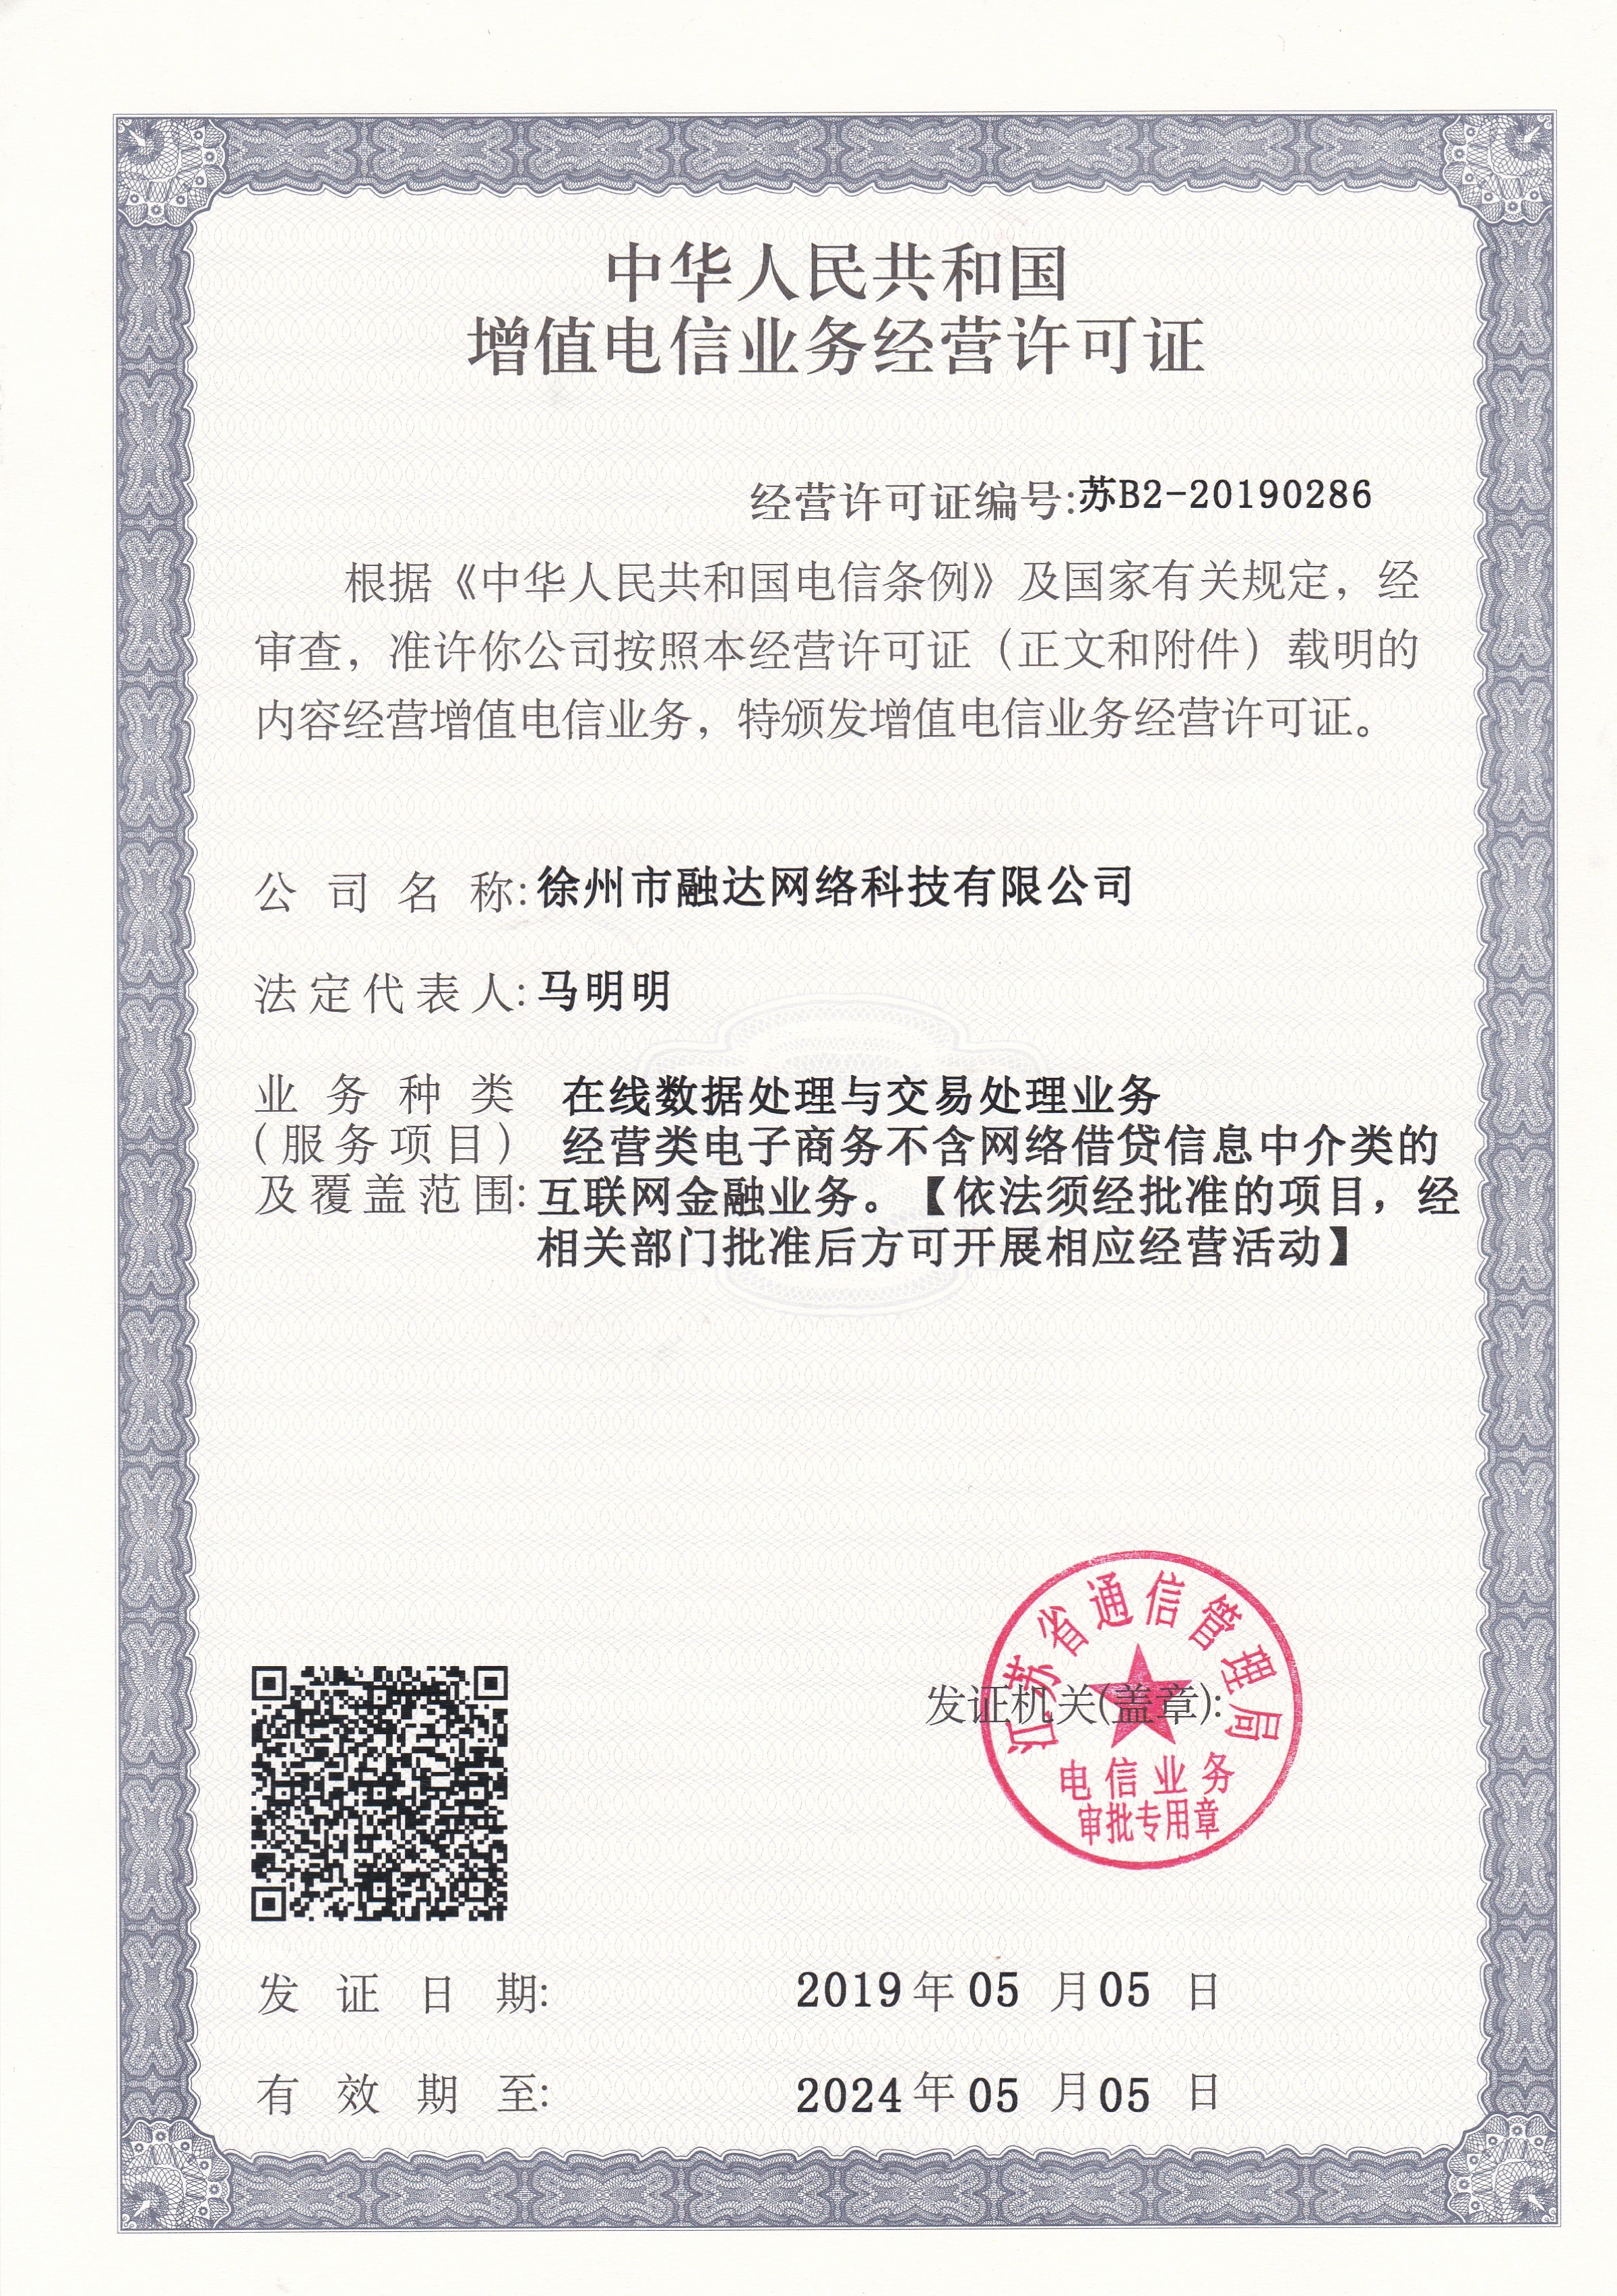 中华人民共和国
增值电信业务经营许可证
经营许可证编号:苏B2-20190286
根据《中华人民共和国电信条例》及国家有关规定，经
审查，准许你公司按照本经营许可证（正文和附件）载明的
内容经营增值电信业务，特颁发增值电信业务经营许可证。
公司名称:徐州市融达网络科技有限公司
法定代表人:马明明
业务种类 在线数据处理与交易处理业务
(服务项目) 经营类电子商务不含网络借贷信息中介类的
及覆盖范围:互联网金融业务。【依法须经批准的项目，经
相关部门批准后方可开展相应经营活动】
江苏省通信管理局
发证机关(盖章):
电信业务
审批专用章
发证日期: 2019年05月05日
有效期至: 2024年05月05日